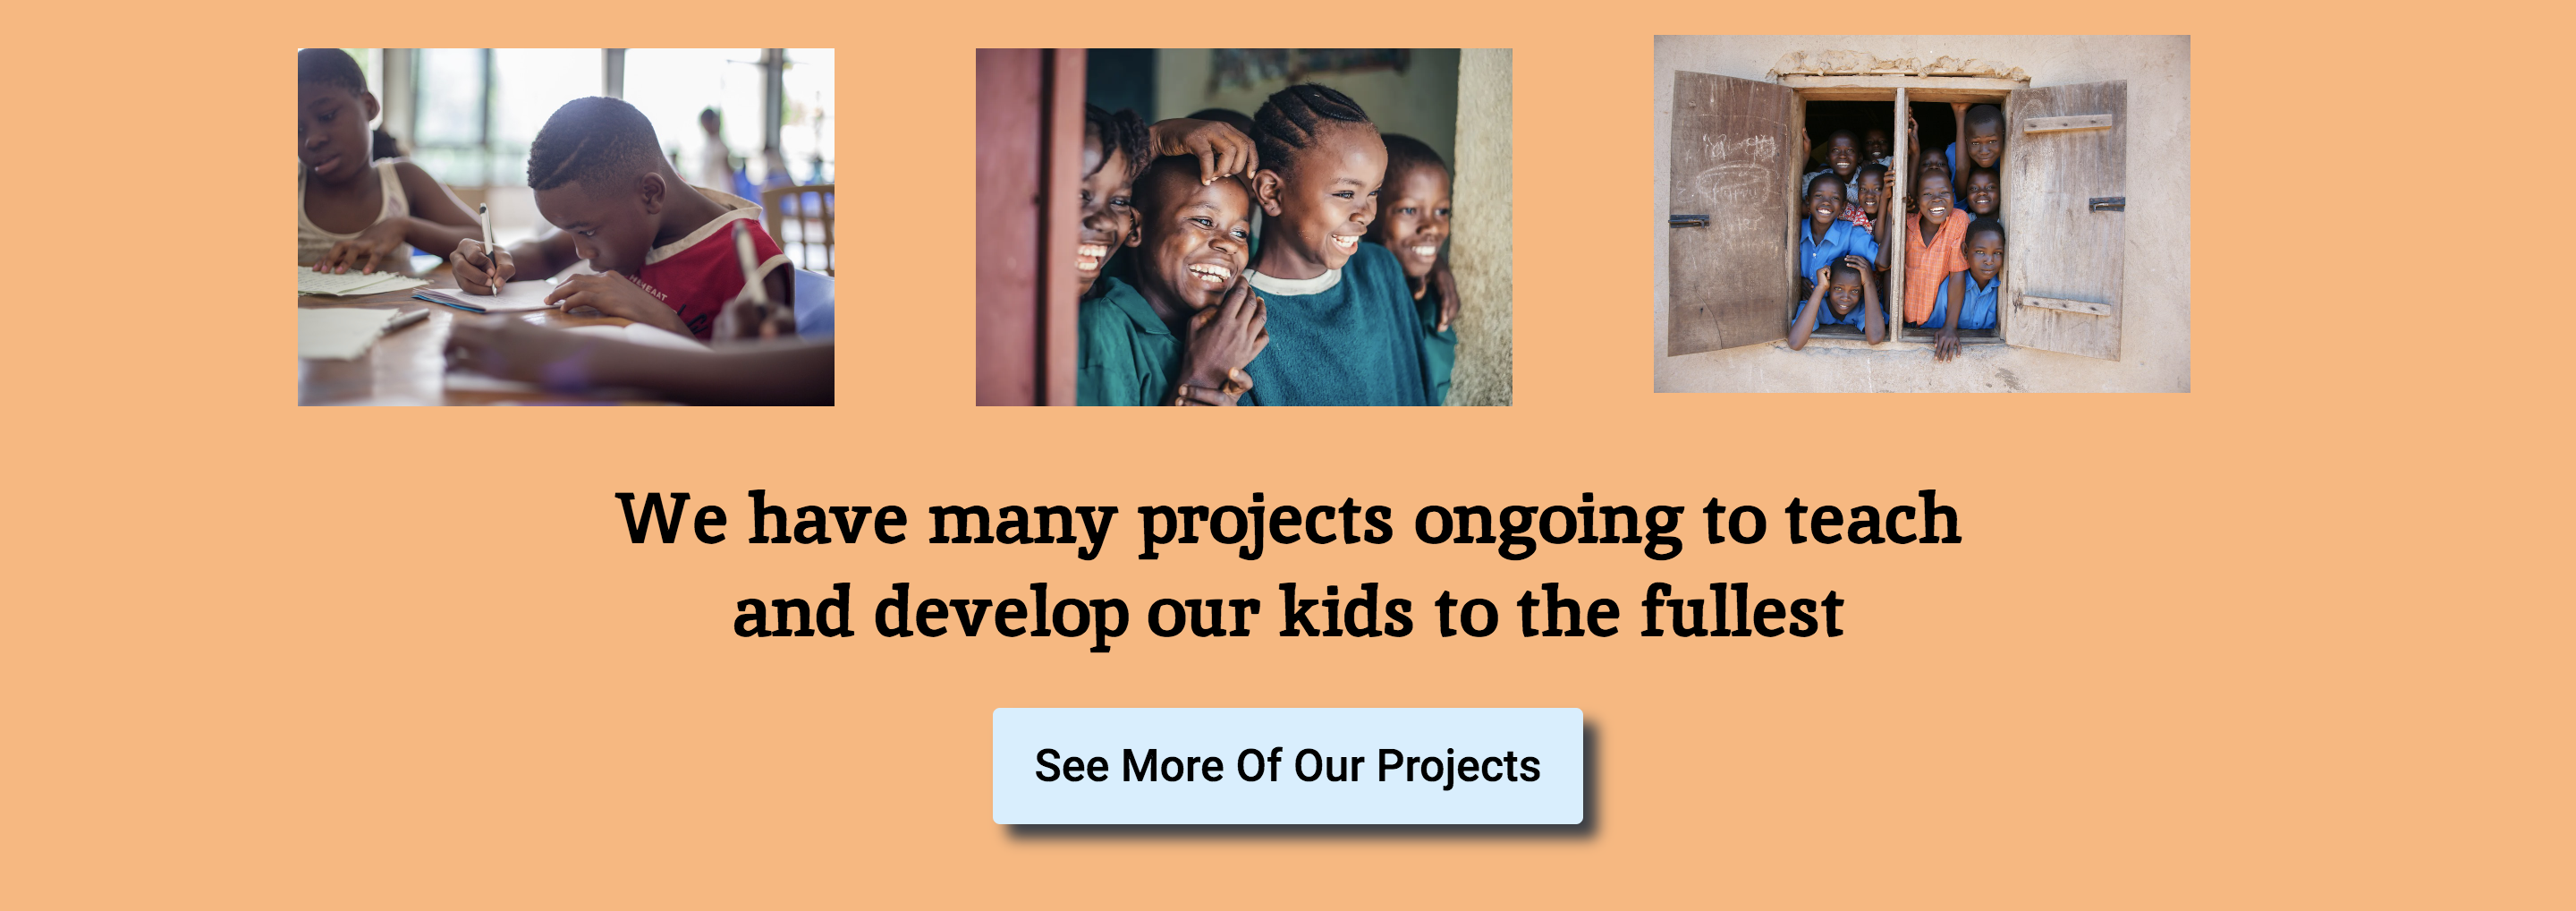 We have many projects ongoing to teach
and develop our kids to the fullest
See More Of Our Projects